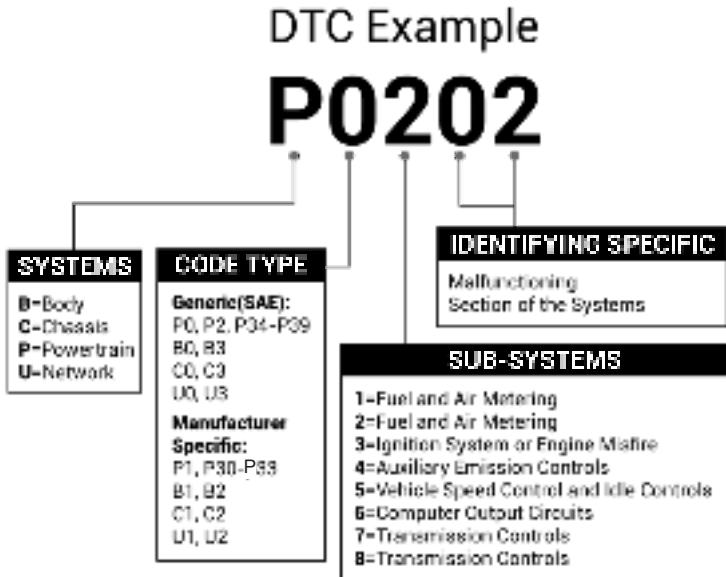 DTC Example
P0202
SYSTEMS
B=Body
C=Chassis
P=Powertrain
U=Network
CODE TYPE
Generic(SAE):
P0, P2, P34-P39
B0, B3
C0, C3
U0, U3
Manufacturer
Specific:
P1, P30-P33
B1, B2
C1, C2
U1, U2
IDENTIFYING SPECIFIC
Malfunctioning
Section of the Systems
SUB-SYSTEMS
1=Fuel and Air Metering
2=Fuel and Air Metering
3=Ignition System or Engine Misfire
4=Auxiliary Emission Controls
5=Vehicle Speed Control and Idle Controls
6=Computer Output Circuits
7=Transmission Controls
8=Transmission Controls